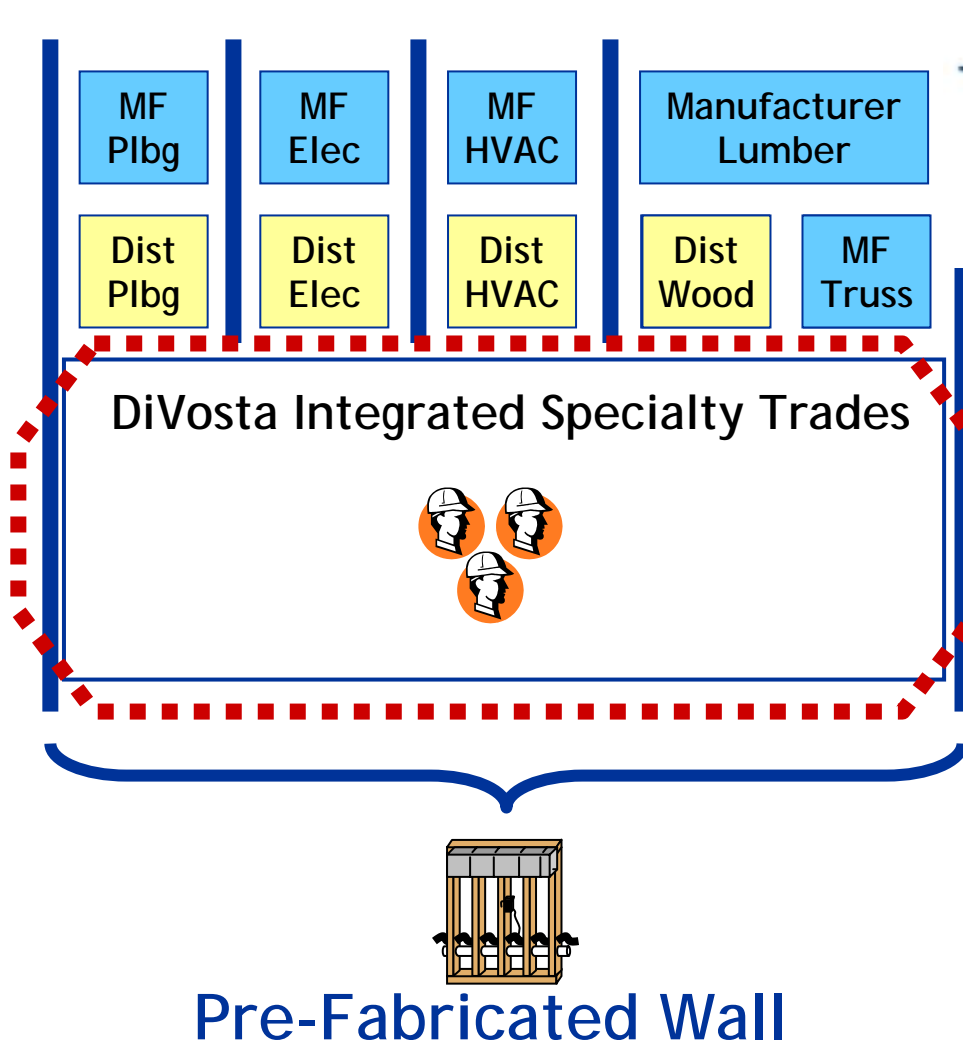 MF
Plbg
MF
Elec
MF
HVAC
Manufacturer
Lumber
Dist
Plbg
Dist
Elec
Dist
HVAC
Dist
Wood
MF
Truss
DiVosta Integrated Specialty Trades
Pre-Fabricated Wall